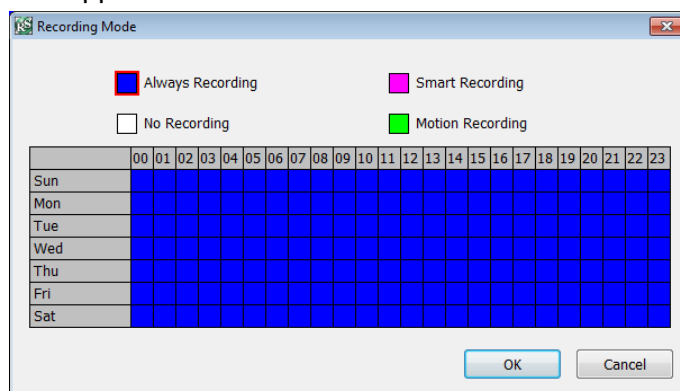 Recording Mode
Always Recording
Smart Recording
No Recording
Motion Recording
00 01 02 03 04 05 06 07 08 09 10 11 12 13 14 15 16 17 18 19 20 21 22 23
Sun
Mon
Tue
Wed
Thu
Fri
Sat
OK Cancel